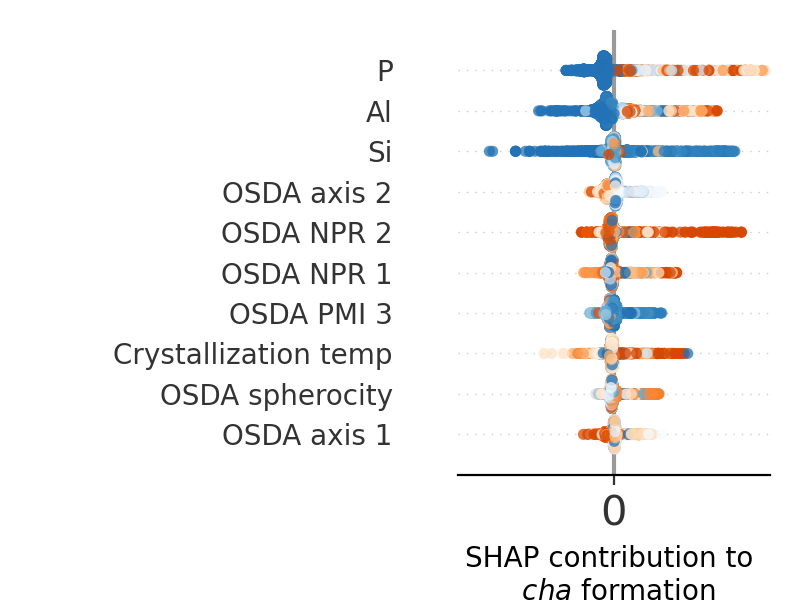 P
Al
Si
OSDA axis 2
OSDA NPR 2
OSDA NPR 1
OSDA PMI 3
Crystallization temp
OSDA spherocity
OSDA axis 1
0
SHAP contribution to
cha formation